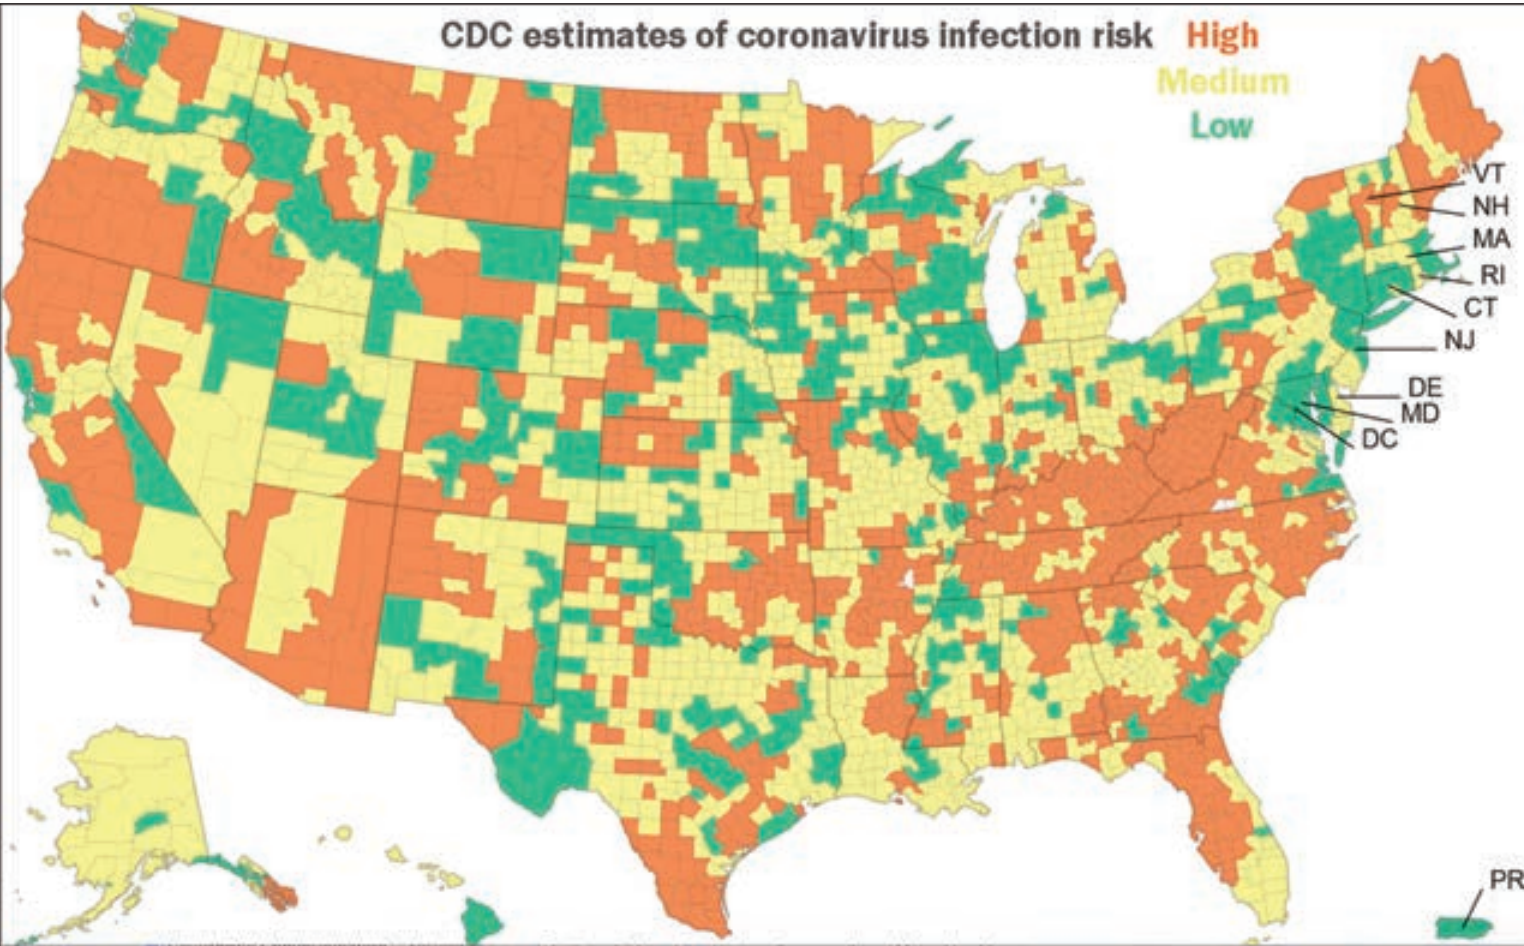 CDC estimates of coronavirus infection risk
High
Medium
Low
VT
NH
MA
RI
CT
NJ
DE
MD
DC
PR